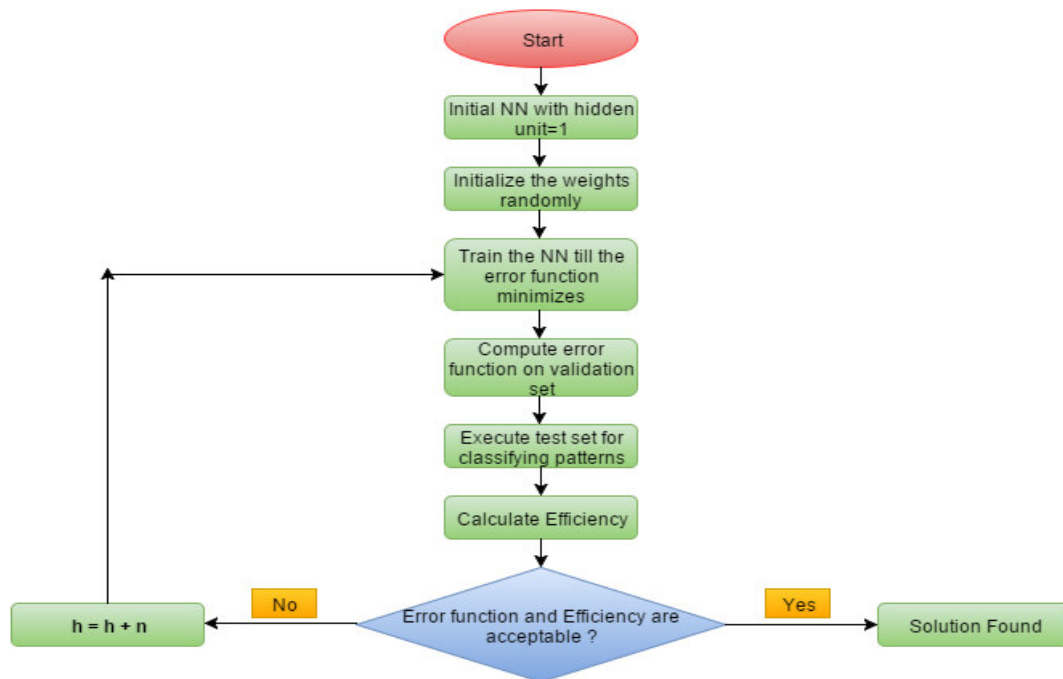 Start
Initial NN with hidden
unit=1
Initialize the weights
randomly
Train the NN till the
error function
minimizes
Compute error
function on validation
set
Execute test set for
classifying patterns
Calculate Efficiency
Error function and Efficiency are
acceptable ?
No
h = h + n
Yes
Solution Found